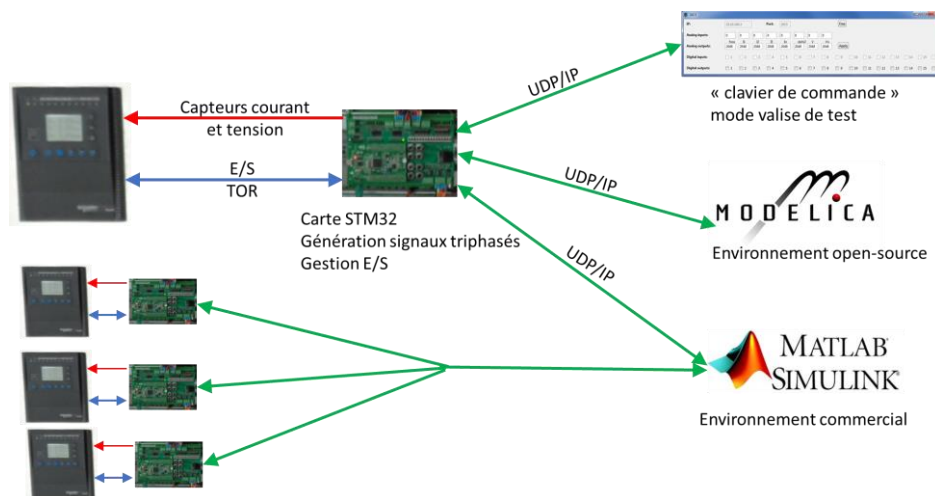 Capteurs courant
et tension
E/S
TOR
Carte STM32
Génération signaux triphasés
Gestion E/S
UDP/IP
« clavier de commande »
mode valise de test
UDP/IP
MODELICA
Environnement open-source
UDP/IP
MATLAB
SIMULINK®
Environnement commercial